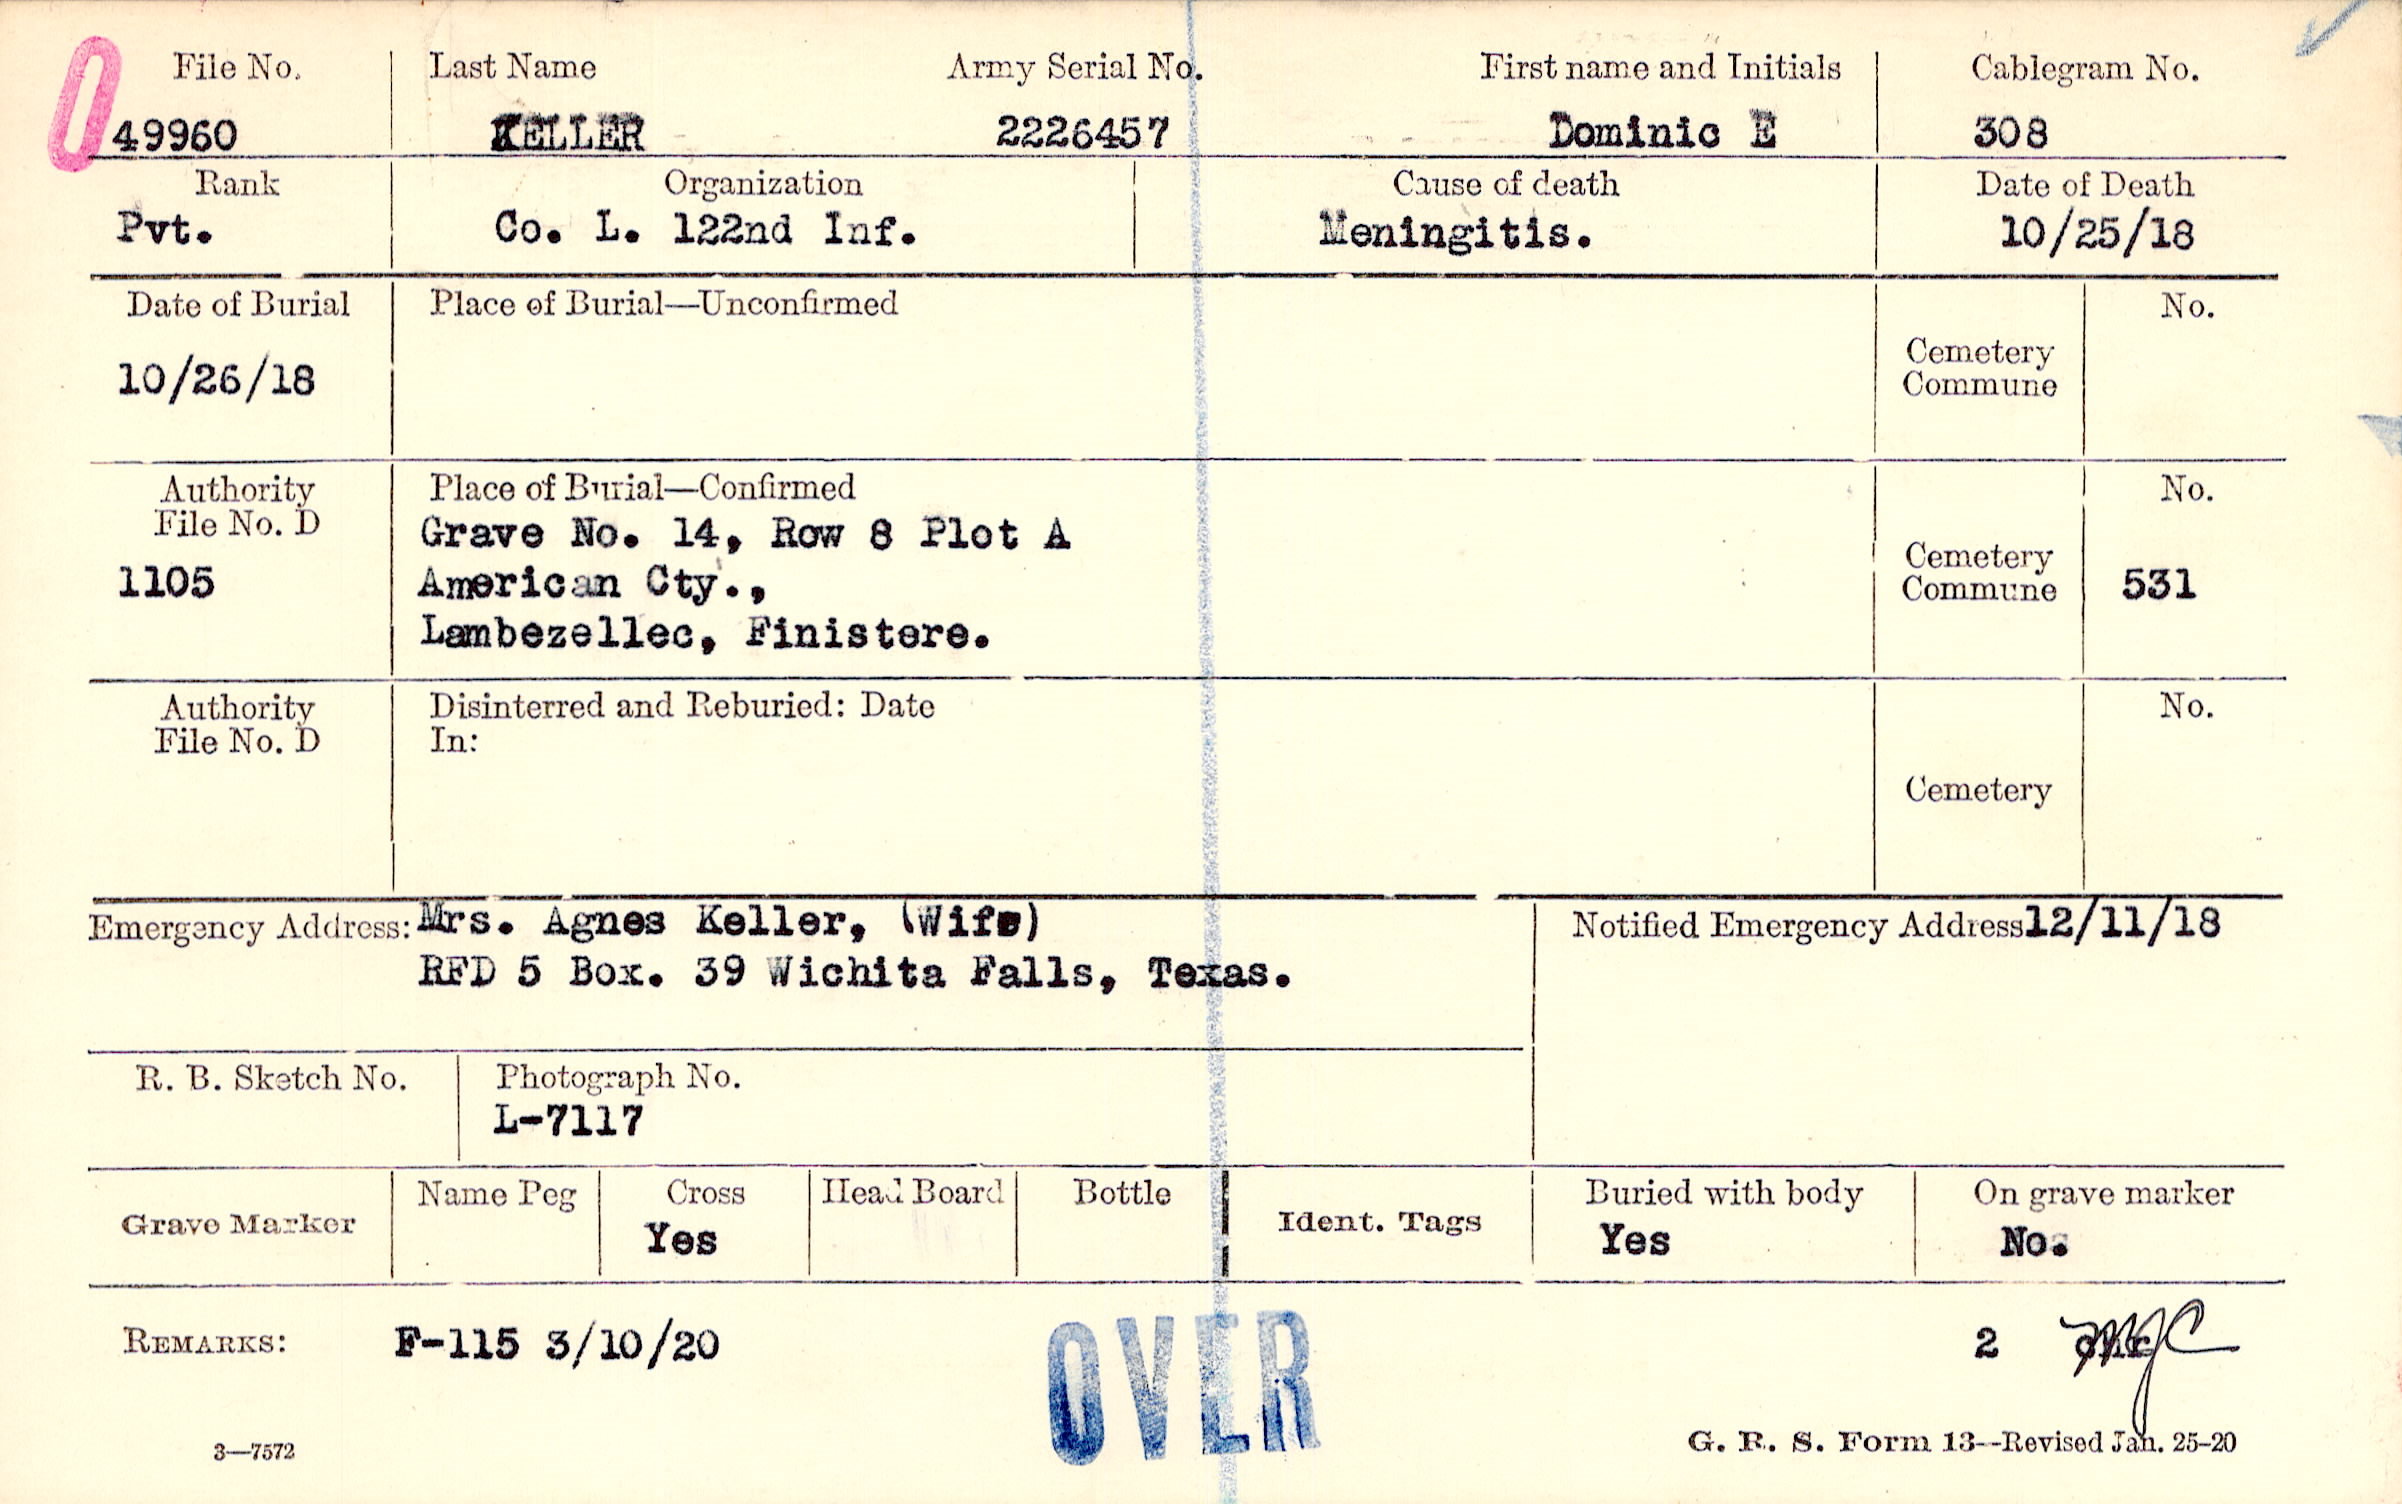 0
File No. Last Name Army Serial No. First name and Initials Cablegram No.
49960 KELLER 2226457 Dominic E 308
Rank Organization Cause of death Date of Death
Pvt. Co. L. 122nd Inf. Meningitis. 10/25/18
Date of Burial Place of Burial—Unconfirmed No.
Cemetery
Commune
10/26/18
Authority Place of Burial—Confirmed No.
File No. D Grave No. 14, Row 8 Plot A
Cemetery
1105 American Cty., Commune 531
Lambezellec, Finistere.
Authority Disinterred and Reburied: Date No.
File No. D In:
Cemetery
Emergency Address: Mrs. Agnes Keller, (Wife) Notified Emergency Address 12/11/18
RFD 5 Box. 39 Wichita Falls, Texas.
R. B. Sketch No. Photograph No.
L-7117
Grave Marker Name Peg Cross Head Board Bottle Ident. Tags Buried with body On grave marker
Yes Yes No.
REMARKS: F-115 3/10/20 2 MJC
OVER
3—7572 G. R. S. Form 13—Revised Jan. 25-20